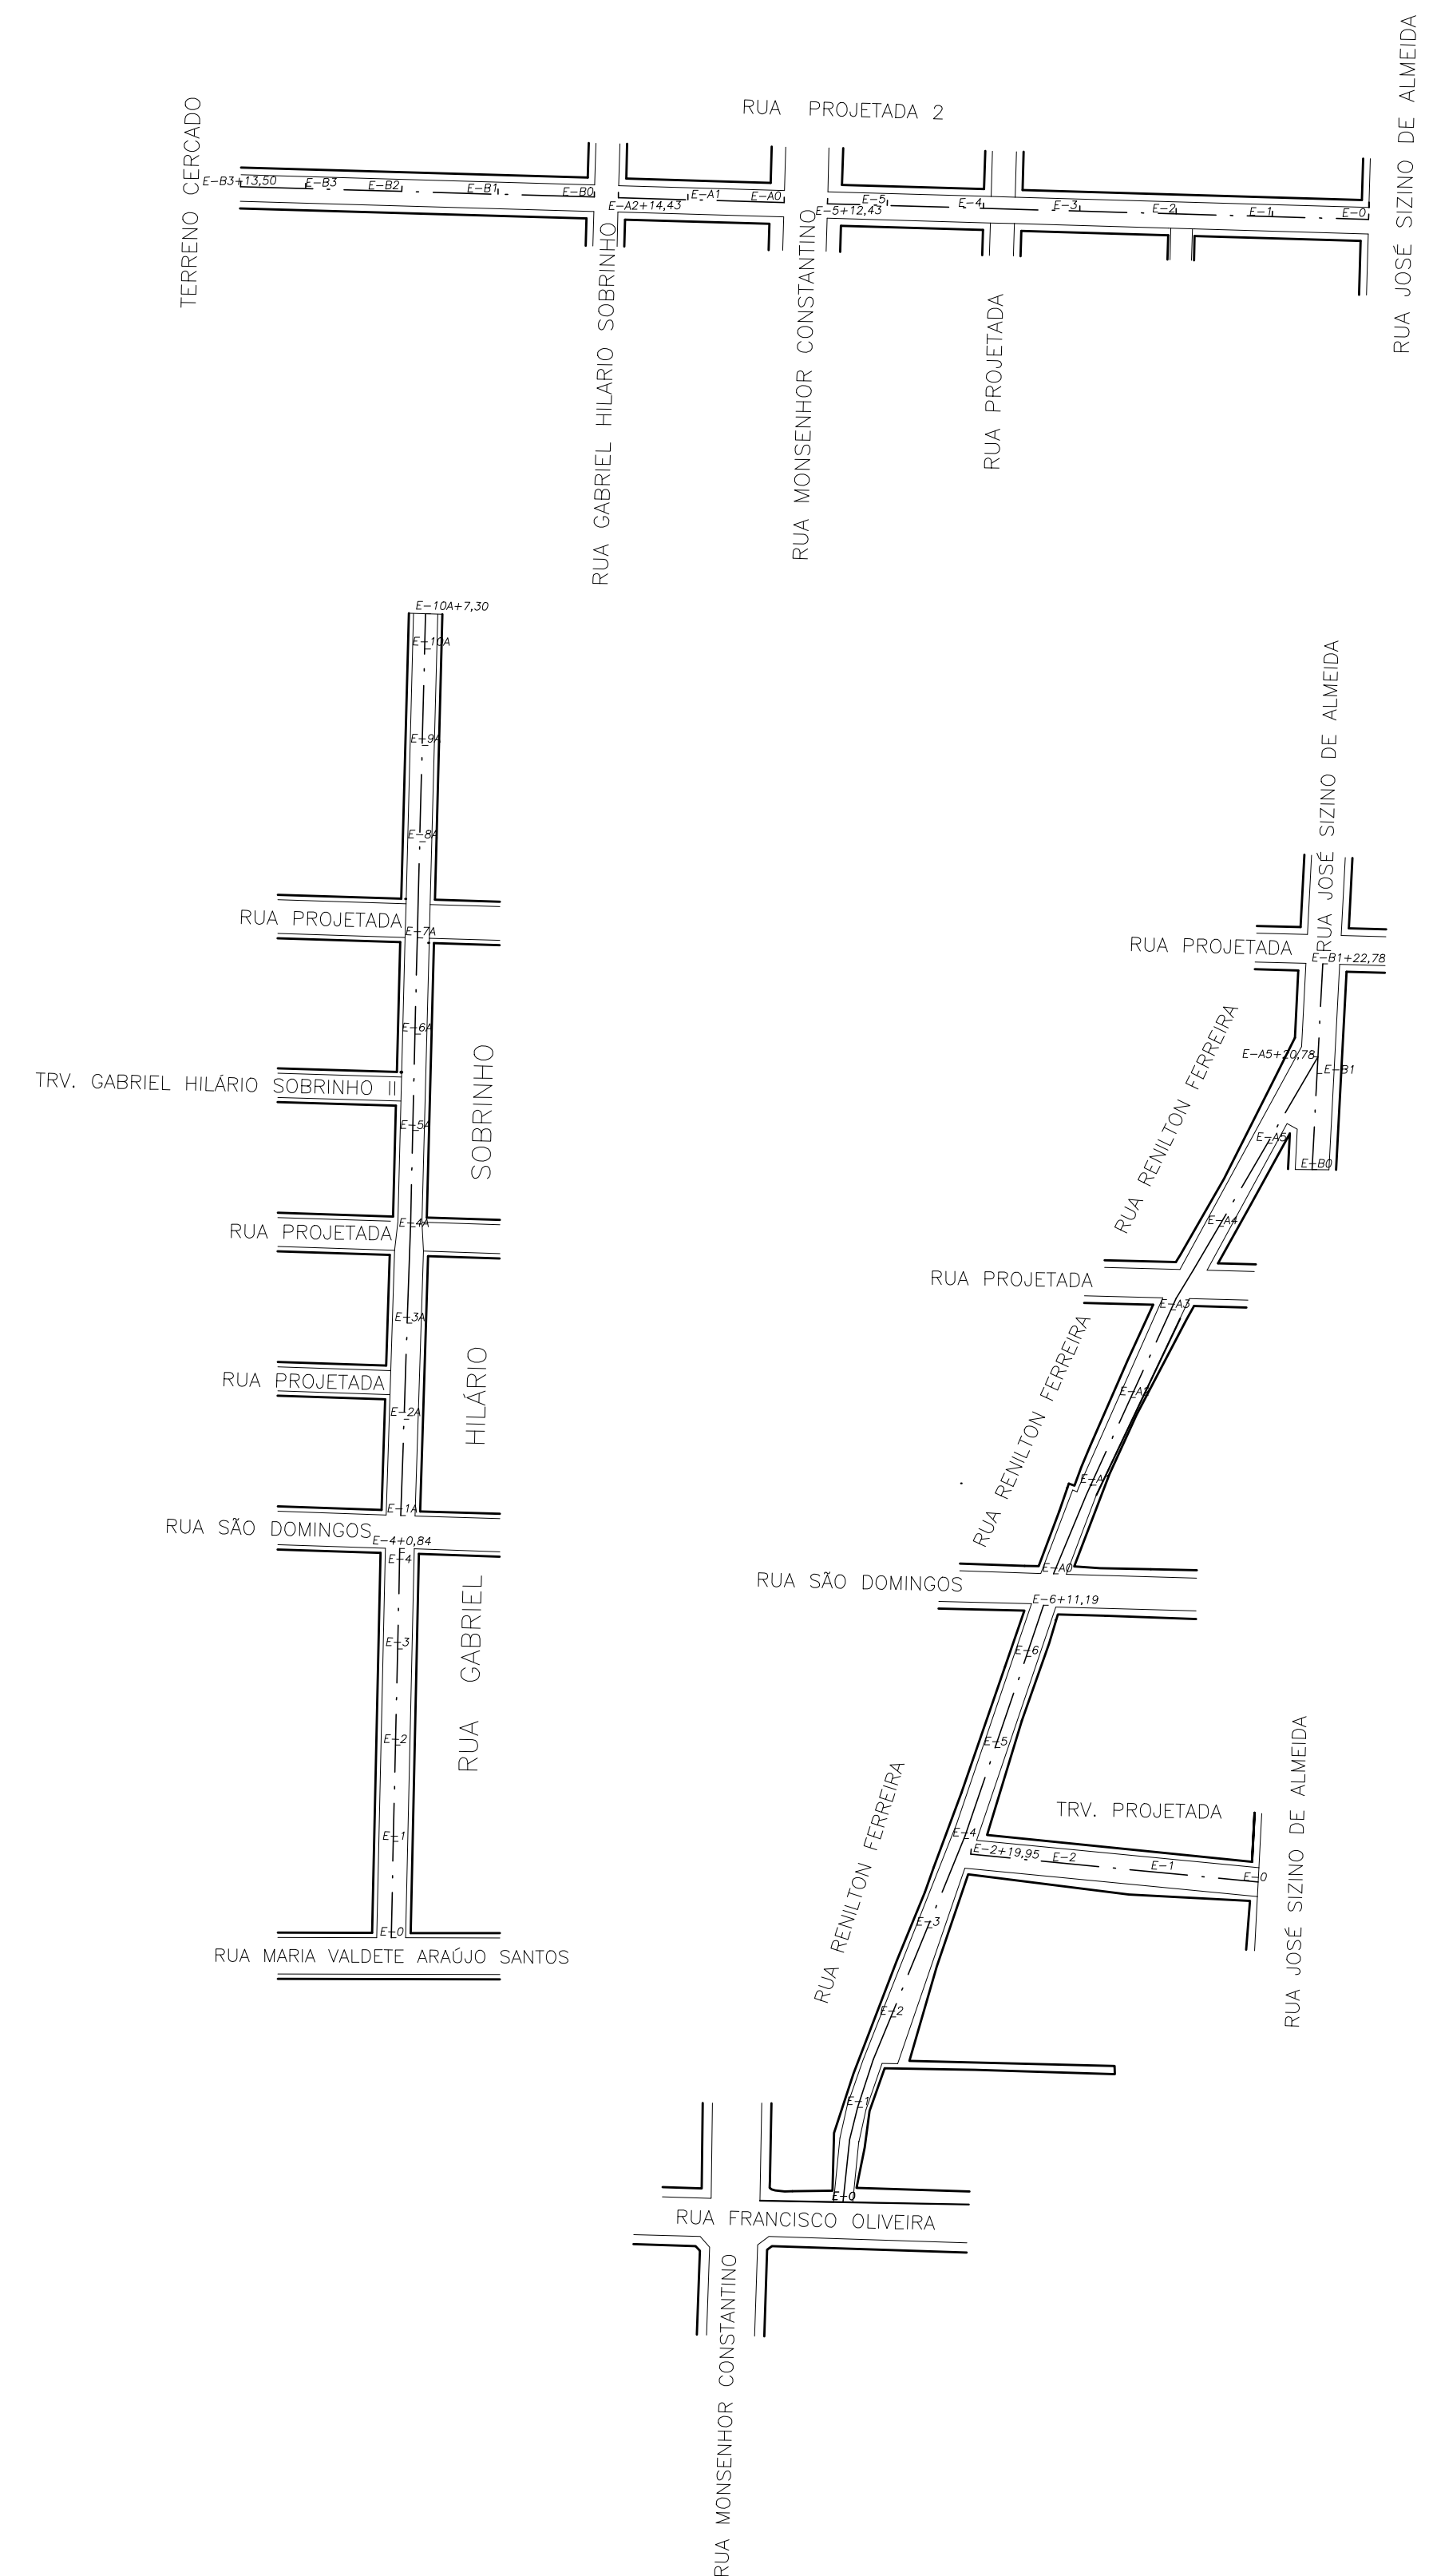 RUA PROJETADA 2
TERRENO CERCADO
RUA JOSÉ SIZINO DE ALMEIDA
E-B3+13,50
E-B3
E-B2
E-B1
E-B0
E-A2+14,43
E-A1
E-A0
E-5+12,43
E-5
E-4
E-3
E-2
E-1
E-0
RUA GABRIEL HILARIO SOBRINHO
RUA MONSENHOR CONSTANTINO
RUA PROJETADA
E-10A+7,30
E-10A
E-9A
E-8A
RUA PROJETADA
E-7A
E-6A
TRV. GABRIEL HILÁRIO SOBRINHO II
E-5A
RUA PROJETADA
E-4A
E-3A
RUA PROJETADA
E-2A
E-1A
RUA SÃO DOMINGOS
E-4+0,84
E-4
E-3
E-2
E-1
E-0
RUA GABRIEL HILÁRIO SOBRINHO
RUA MARIA VALDETE ARAÚJO SANTOS
RUA JOSÉ SIZINO DE ALMEIDA
RUA PROJETADA
E-B1+22,78
RUA RENILTON FERREIRA
E-A5+20,78
E-B1
E-A5
E-B0
E-A4
RUA PROJETADA
E-A3
RUA RENILTON FERREIRA
E-A2
E-A1
E-A0
RUA SÃO DOMINGOS
E-6+11,19
E-6
E-5
RUA RENILTON FERREIRA
TRV. PROJETADA
RUA JOSÉ SIZINO DE ALMEIDA
E-4
E-2+19,95
E-2
E-1
E-0
E-3
E-2
E-1
E-0
RUA FRANCISCO OLIVEIRA
RUA MONSENHOR CONSTANTINO